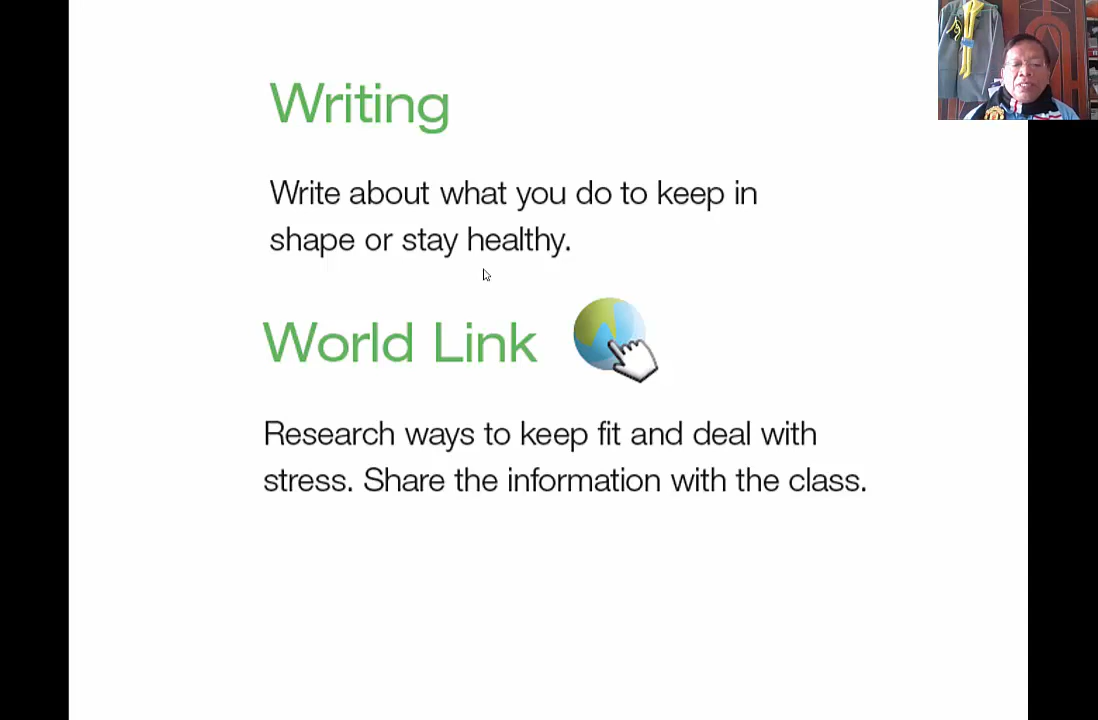 Writing
Write about what you do to keep in
shape or stay healthy.
World Link
Research ways to keep fit and deal with
stress. Share the information with the class.